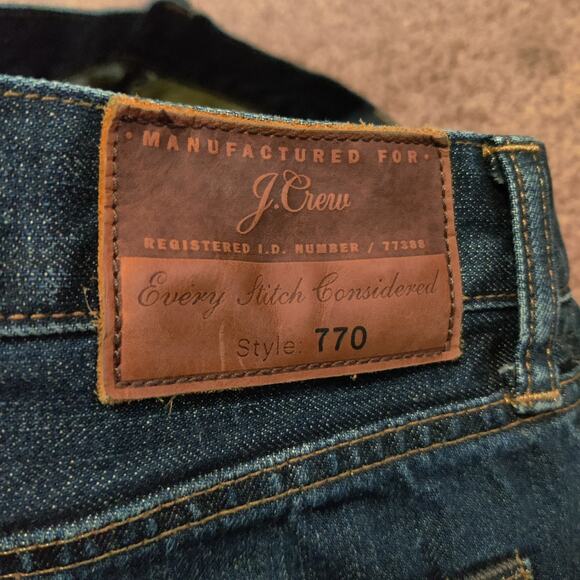 · MANUFACTURED FOR ·
J.Crew
REGISTERED I.D. NUMBER / 77388
Every Stitch Considered
Style: 770